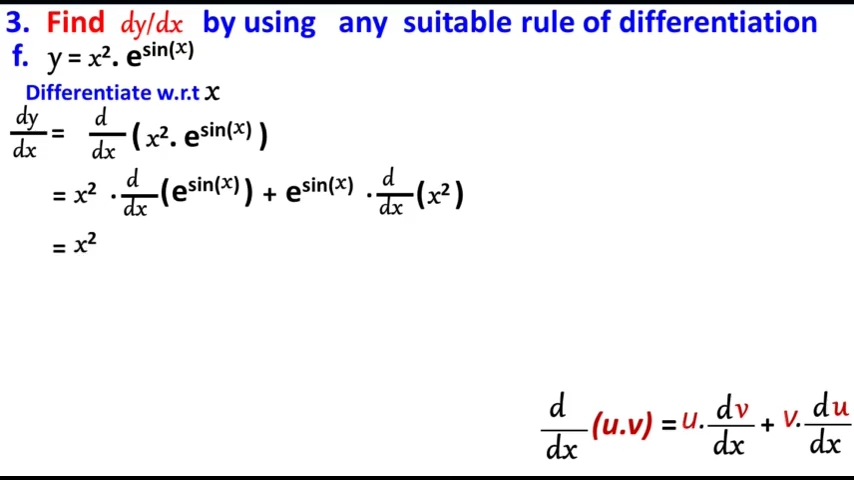 3. Find dy/dx by using any suitable rule of differentiation
f. y = x². e^sin(x)
Differentiate w.r.t x
dy/dx = d/dx ( x². e^sin(x) )
= x² · d/dx (e^sin(x)) + e^sin(x) · d/dx (x²)
= x²
d/dx (u.v) = u. dv/dx + v. du/dx